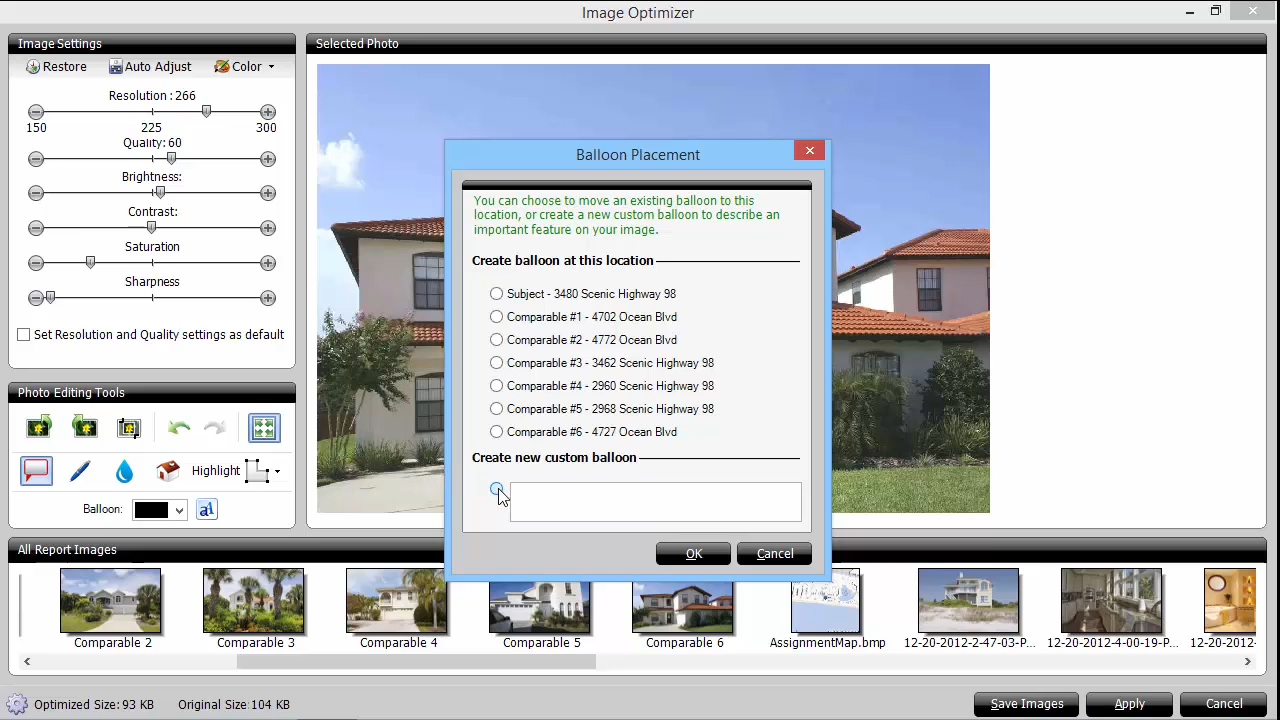 Image Optimizer
Image Settings
Restore
Auto Adjust
Color
Resolution : 266
150
225
300
Quality: 60
Brightness:
Contrast:
Saturation
Sharpness
Set Resolution and Quality settings as default
Photo Editing Tools
Highlight
Balloon:
a
Selected Photo
Balloon Placement
You can choose to move an existing balloon to this
location, or create a new custom balloon to describe an
important feature on your image.
Create balloon at this location
Subject - 3480 Scenic Highway 98
Comparable #1 - 4702 Ocean Blvd
Comparable #2 - 4772 Ocean Blvd
Comparable #3 - 3462 Scenic Highway 98
Comparable #4 - 2960 Scenic Highway 98
Comparable #5 - 2968 Scenic Highway 98
Comparable #6 - 4727 Ocean Blvd
Create new custom balloon
OK
Cancel
All Report Images
Comparable 2
Comparable 3
Comparable 4
Comparable 5
Comparable 6
AssignmentMap.bmp
12-20-2012-2-47-03-P...
12-20-2012-4-00-19-P...
12-20-2012-
Optimized Size: 93 KB
Original Size: 104 KB
Save Images
Apply
Cancel